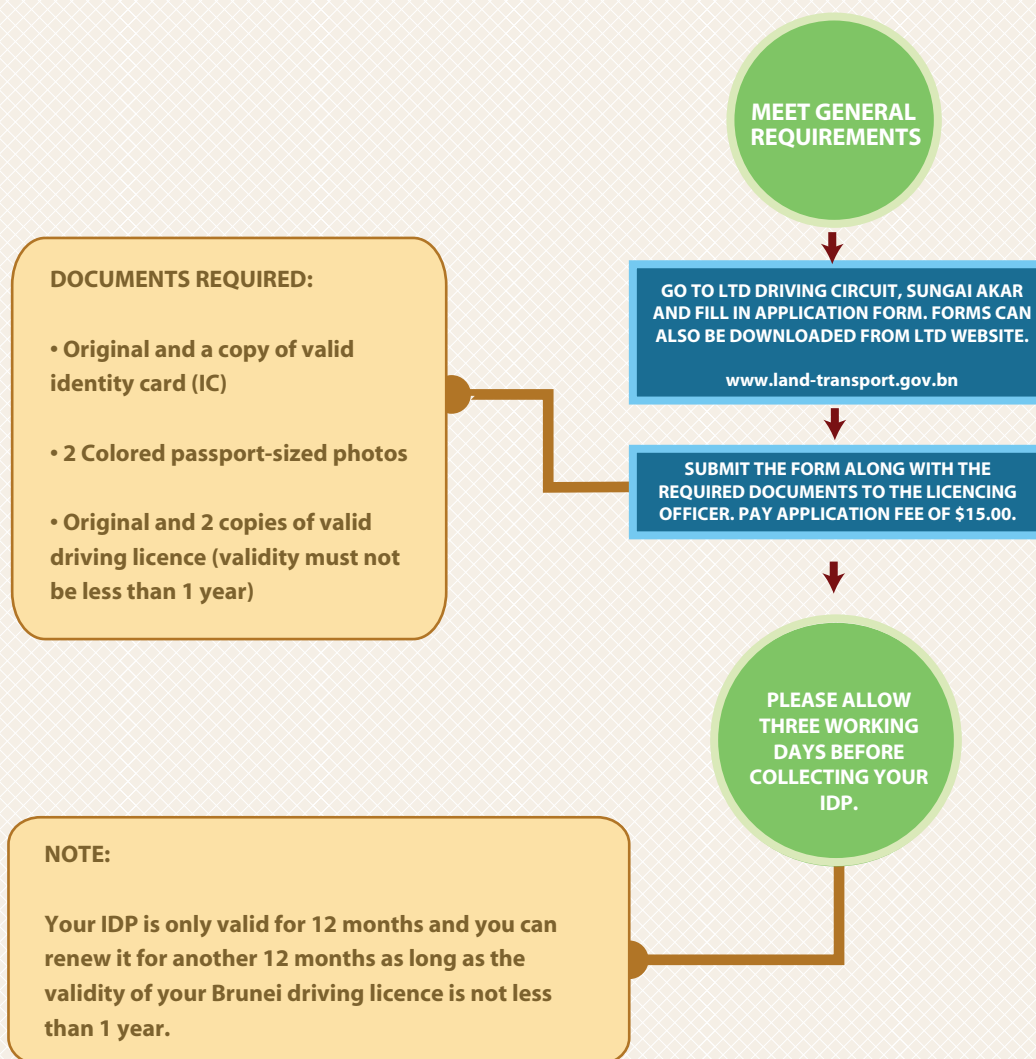 MEET GENERAL
REQUIREMENTS
GO TO LTD DRIVING CIRCUIT, SUNGAI AKAR
AND FILL IN APPLICATION FORM. FORMS CAN
ALSO BE DOWNLOADED FROM LTD WEBSITE.
www.land-transport.gov.bn
SUBMIT THE FORM ALONG WITH THE
REQUIRED DOCUMENTS TO THE LICENCING
OFFICER. PAY APPLICATION FEE OF $15.00.
DOCUMENTS REQUIRED:
• Original and a copy of valid
identity card (IC)
• 2 Colored passport-sized photos
• Original and 2 copies of valid
driving licence (validity must not
be less than 1 year)
PLEASE ALLOW
THREE WORKING
DAYS BEFORE
COLLECTING YOUR
IDP.
NOTE:
Your IDP is only valid for 12 months and you can
renew it for another 12 months as long as the
validity of your Brunei driving licence is not less
than 1 year.